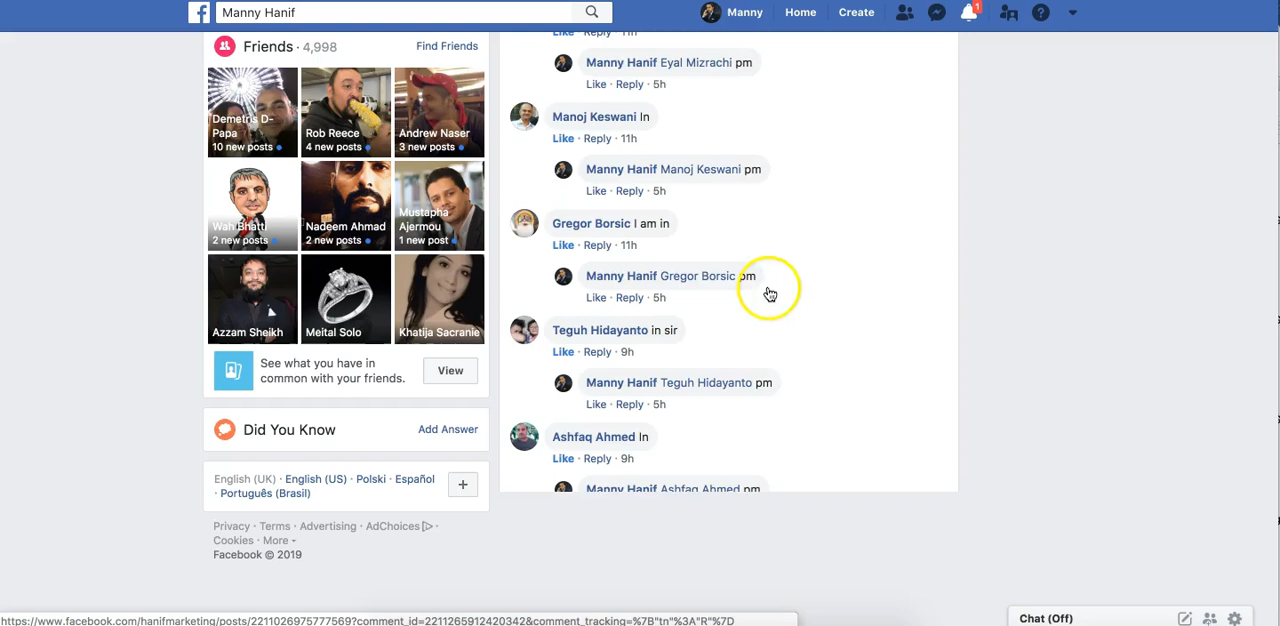 f Manny Hanif Manny Home Create 1
Friends · 4,998 Find Friends
Demetris D-Papa
10 new posts
Rob Reece
4 new posts
Andrew Naser
3 new posts
Wah Bhatti
2 new posts
Nadeem Ahmad
2 new posts
Mustapha Ajermou
1 new post
Azzam Sheikh
Meital Solo
Khatija Sacranie
See what you have in
common with your friends.
View
Did You Know Add Answer
English (UK) · English (US) · Polski · Español
· Português (Brasil)
+
Privacy · Terms · Advertising · AdChoices ·
Cookies · More
Facebook © 2019
Like · Reply · 11h
Manny Hanif Eyal Mizrachi pm
Like · Reply · 5h
Manoj Keswani In
Like · Reply · 11h
Manny Hanif Manoj Keswani pm
Like · Reply · 5h
Gregor Borsic I am in
Like · Reply · 11h
Manny Hanif Gregor Borsic pm
Like · Reply · 5h
Teguh Hidayanto in sir
Like · Reply · 9h
Manny Hanif Teguh Hidayanto pm
Like · Reply · 5h
Ashfaq Ahmed In
Like · Reply · 9h
Manny Hanif Ashfaq Ahmed pm
https://www.facebook.com/hanifmarketing/posts/2211026975777569?comment_id=2211265912420342&comment_tracking=%7B"tn"%3A"R"%7D
Chat (Off)